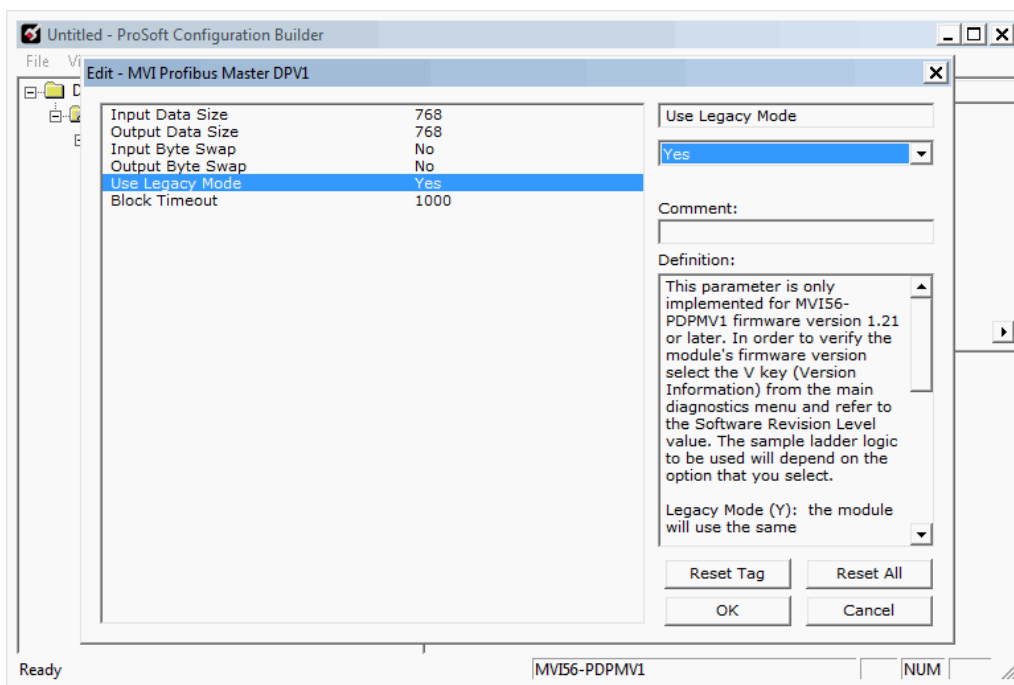 Untitled - ProSoft Configuration Builder
File Vi
Edit - MVI Profibus Master DPV1
Input Data Size 768
Output Data Size 768
Input Byte Swap No
Output Byte Swap No
Use Legacy Mode Yes
Block Timeout 1000
Use Legacy Mode
Yes
Comment:
Definition:
This parameter is only
implemented for MVI56-
PDPMV1 firmware version 1.21
or later. In order to verify the
module's firmware version
select the V key (Version
Information) from the main
diagnostics menu and refer to
the Software Revision Level
value. The sample ladder logic
to be used will depend on the
option that you select.
Legacy Mode (Y): the module
will use the same
Reset Tag Reset All
OK Cancel
Ready MVI56-PDPMV1 NUM